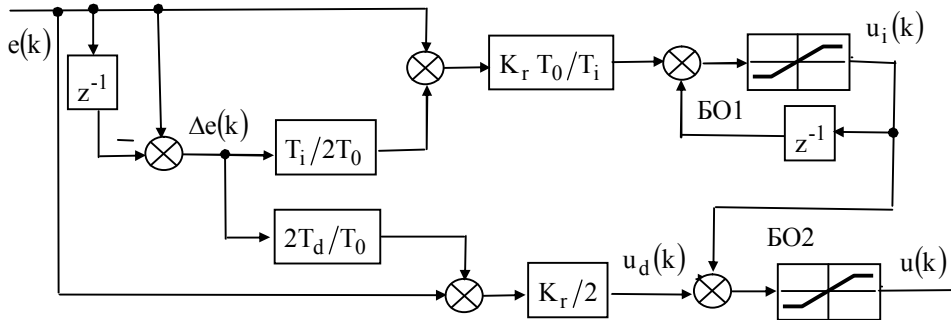 e(k)
z⁻¹
−
Δe(k)
T_i/2T_0
K_r T_0/T_i
БО1
u_i(k)
z⁻¹
2T_d/T_0
K_r/2
u_d(k)
БО2
u(k)